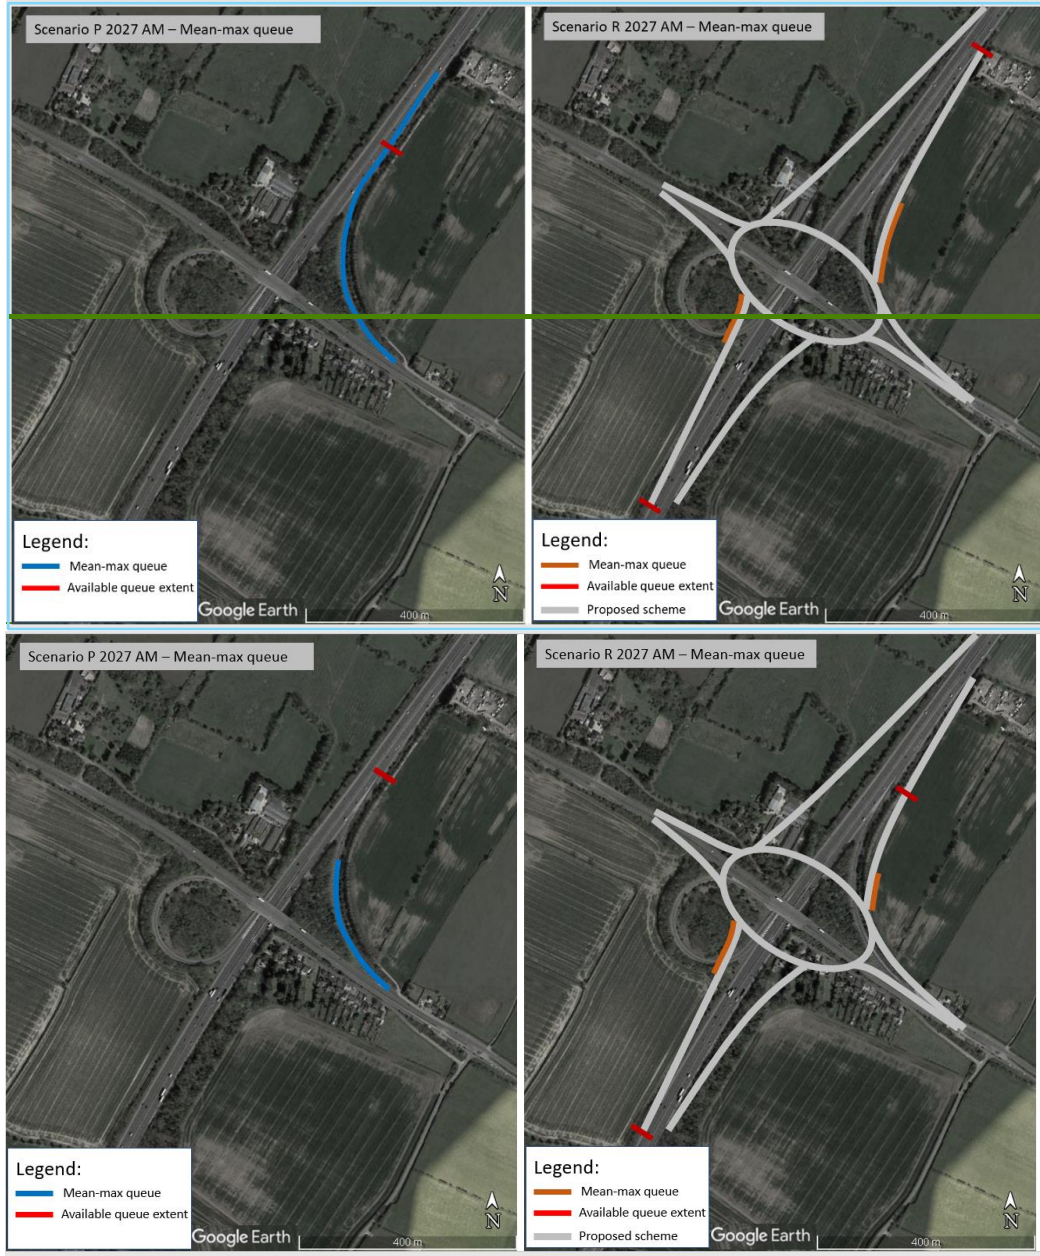 Scenario P 2027 AM – Mean-max queue
Scenario R 2027 AM – Mean-max queue
Legend:
Mean-max queue
Available queue extent
N
Google Earth
400 m
Legend:
Mean-max queue
Available queue extent
Proposed scheme
N
Google Earth
400 m
Scenario P 2027 AM – Mean-max queue
Scenario R 2027 AM – Mean-max queue
Legend:
Mean-max queue
Available queue extent
N
Google Earth
400 m
Legend:
Mean-max queue
Available queue extent
Proposed scheme
N
Google Earth
400 m